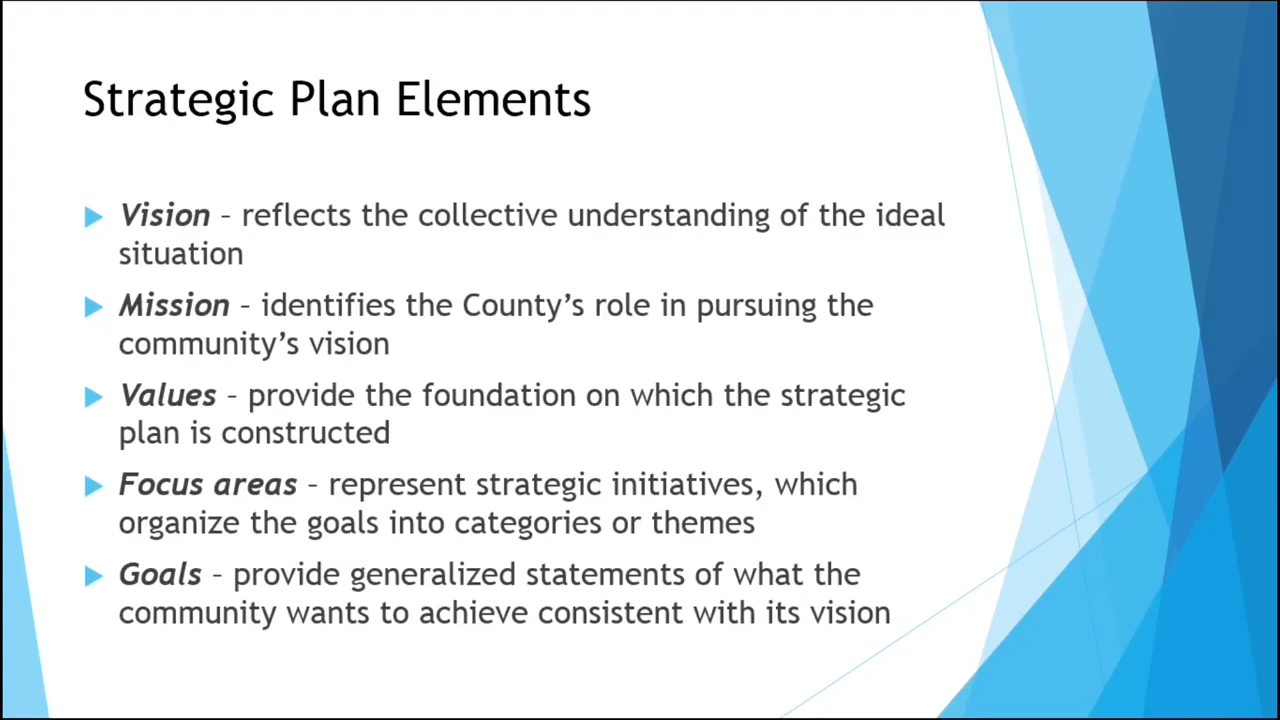 Strategic Plan Elements
Vision – reflects the collective understanding of the ideal
situation
Mission – identifies the County’s role in pursuing the
community’s vision
Values – provide the foundation on which the strategic
plan is constructed
Focus areas – represent strategic initiatives, which
organize the goals into categories or themes
Goals – provide generalized statements of what the
community wants to achieve consistent with its vision